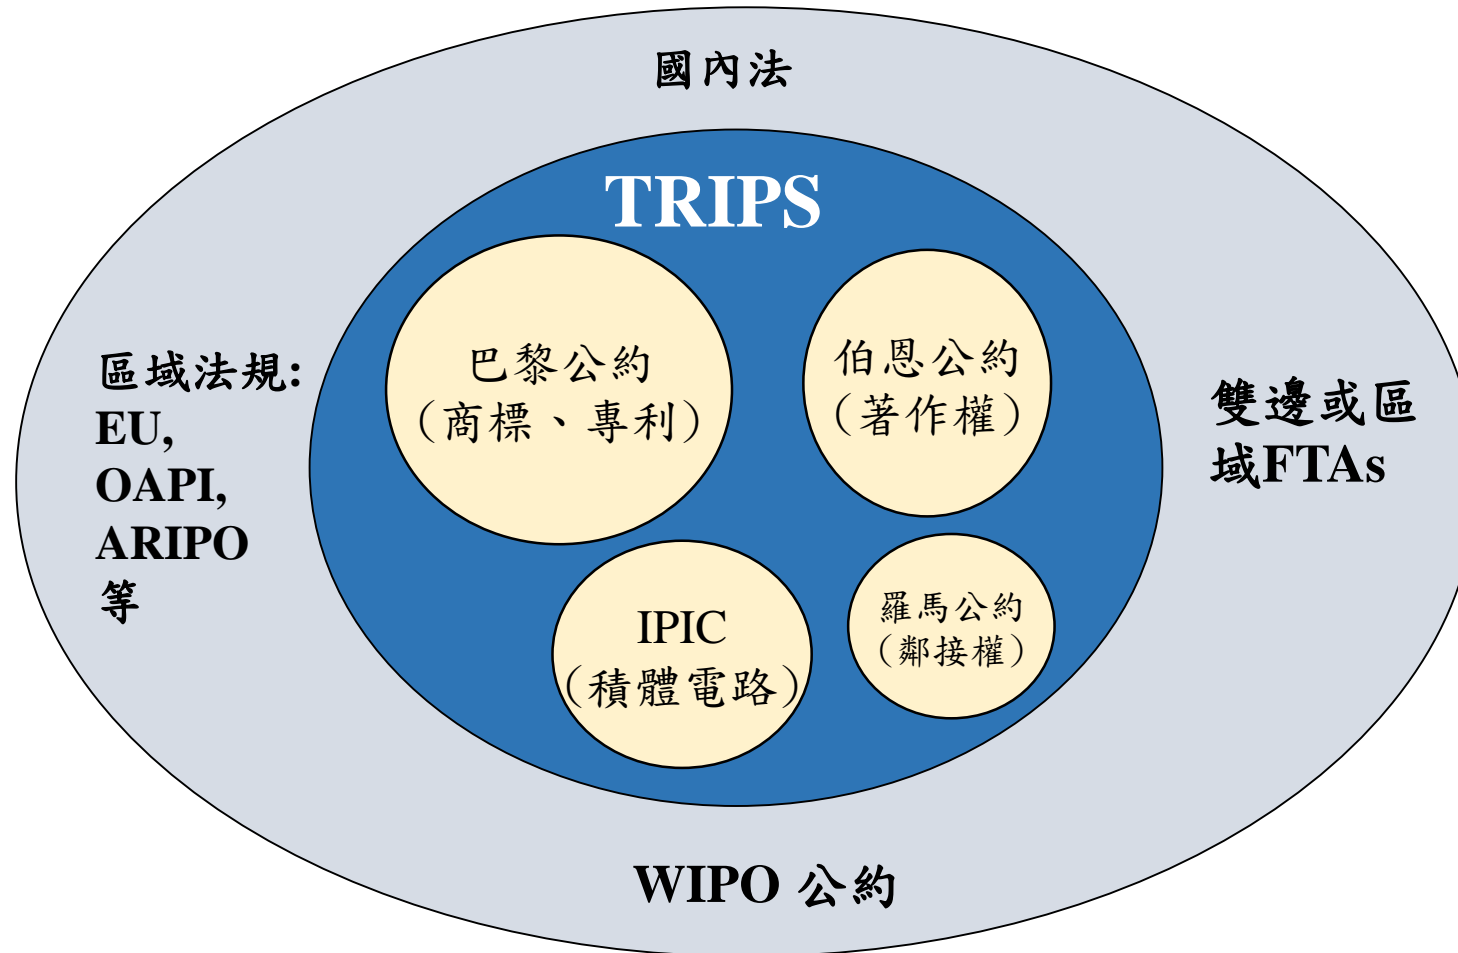 國內法
TRIPS
巴黎公約
（商標、專利）
伯恩公約
（著作權）
區域法規:
EU,
OAPI,
ARIPO
等
雙邊或區
域FTAs
IPIC
（積體電路）
羅馬公約
（鄰接權）
WIPO 公約